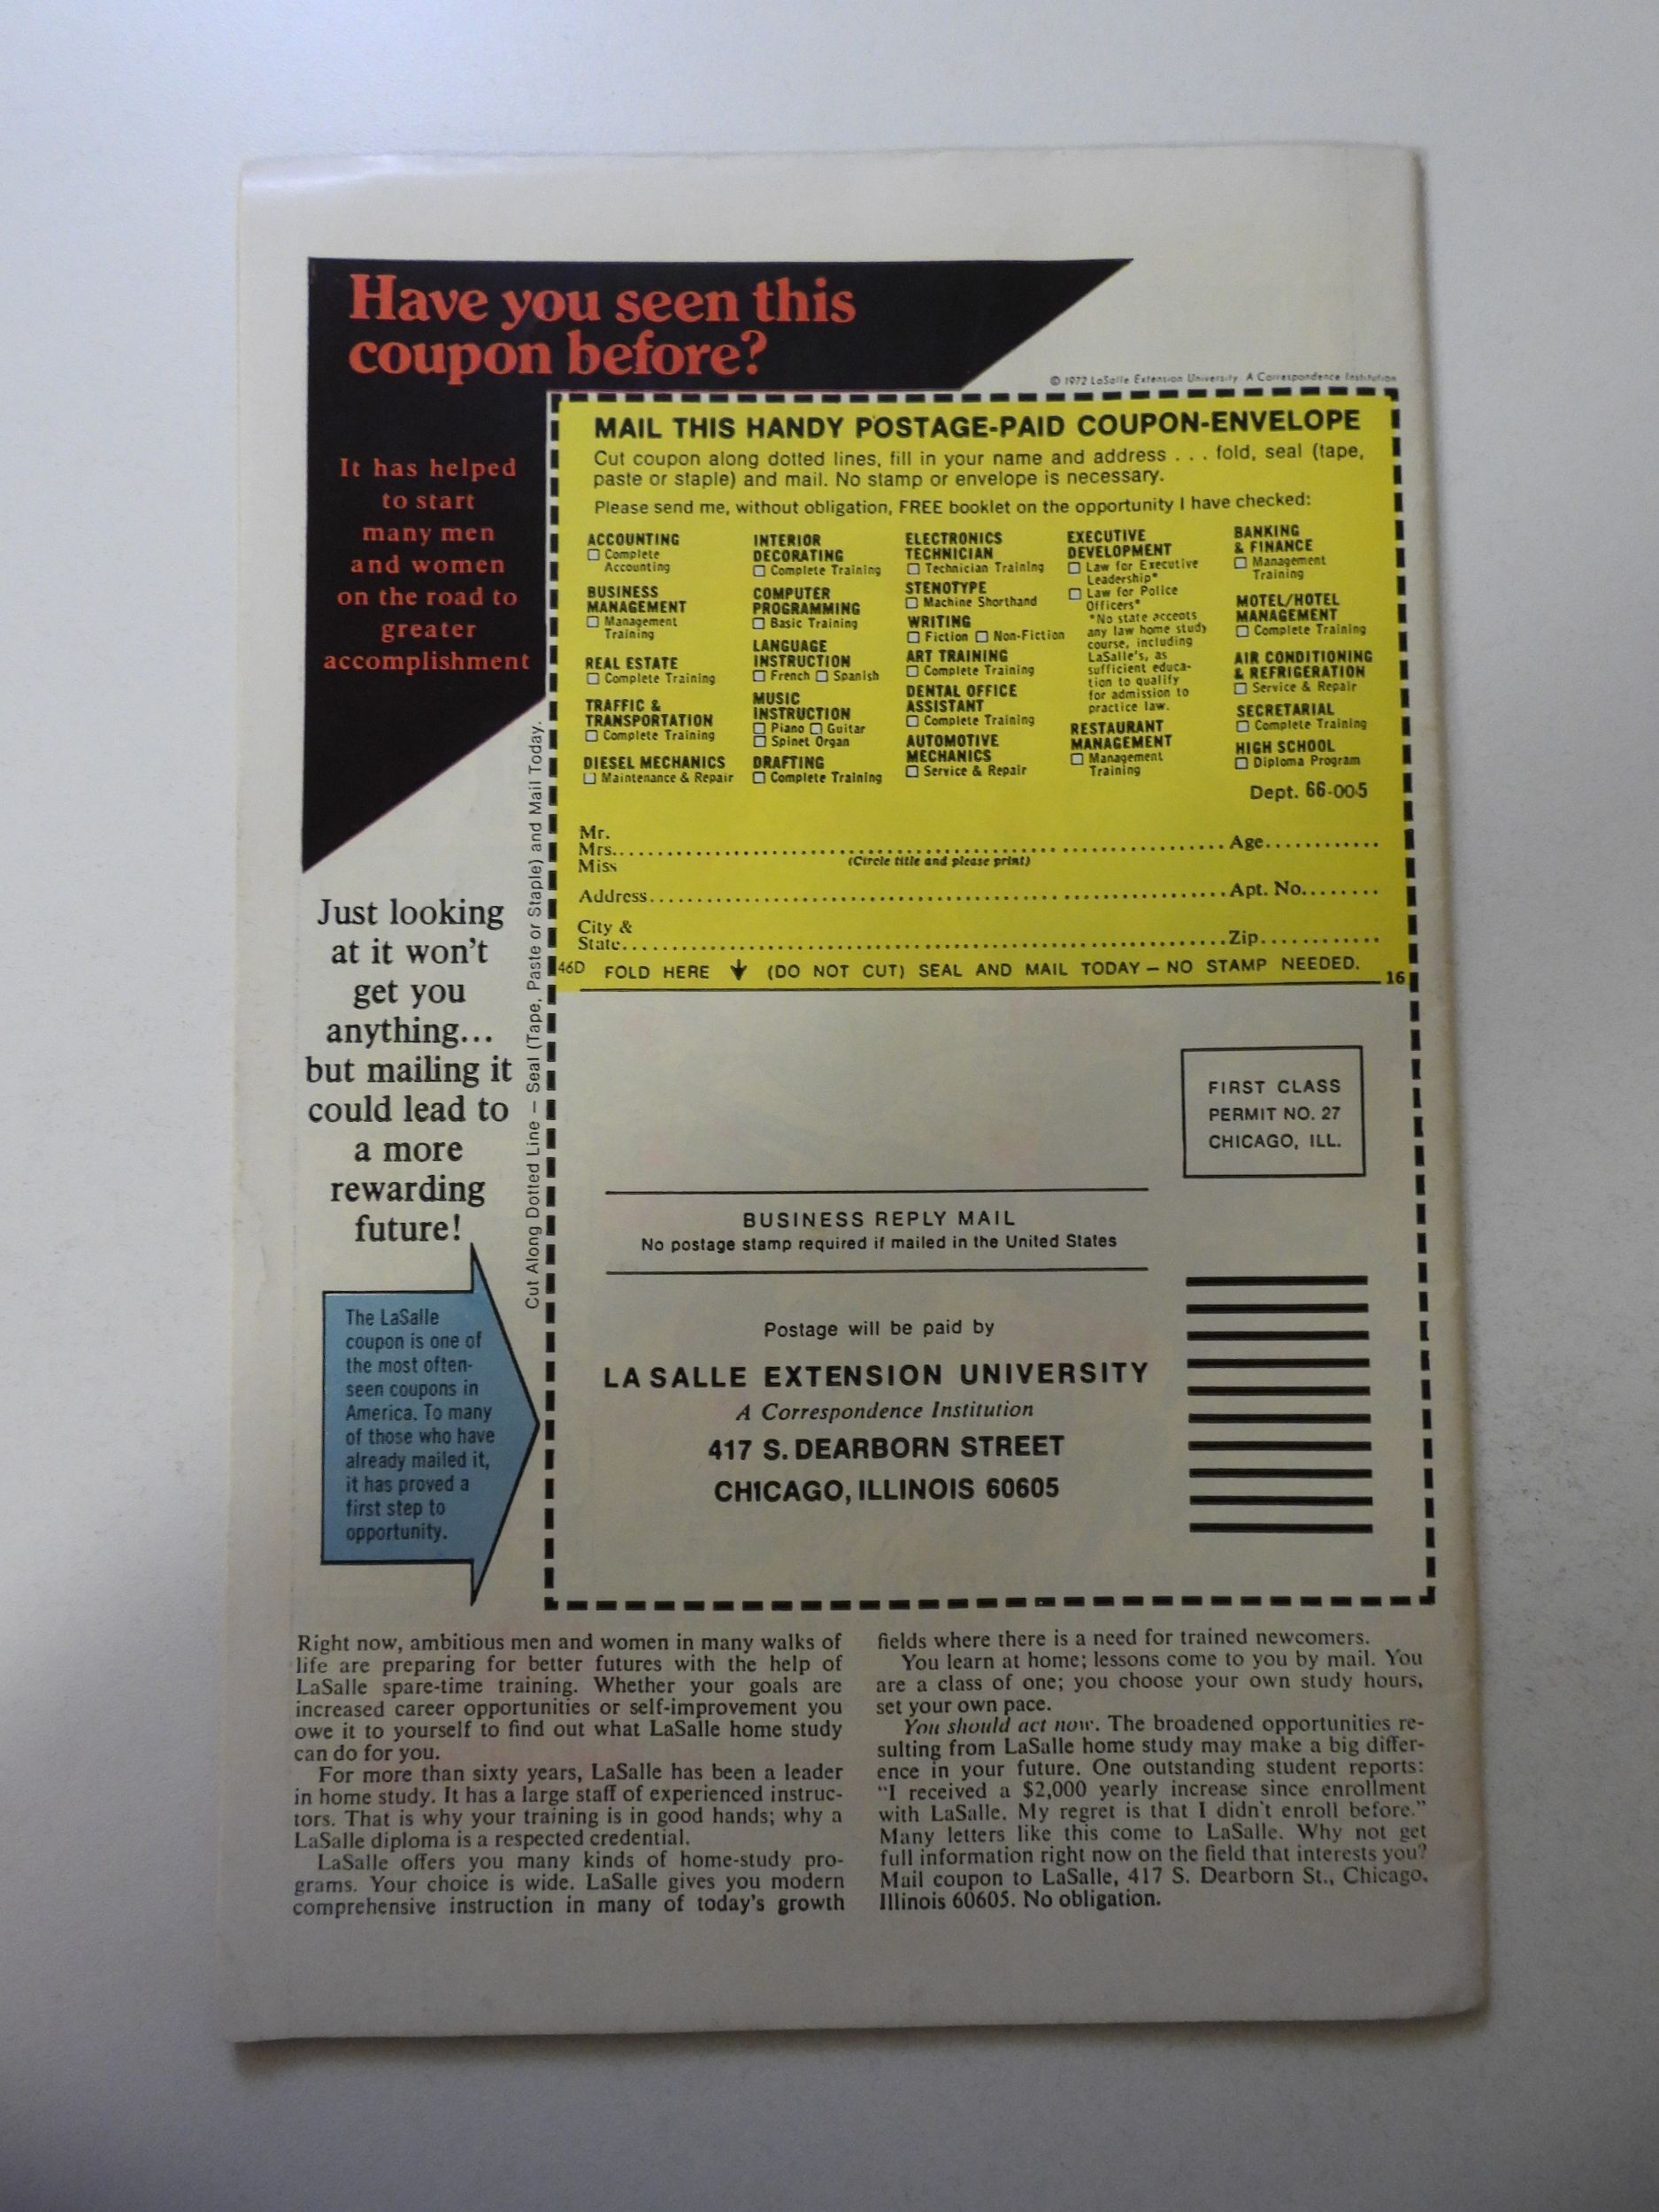 Have you seen this
coupon before?
It has helped
to start
many men
and women
on the road to
greater
accomplishment
Just looking
at it won't
get you
anything...
but mailing it
could lead to
a more
rewarding
future!
The LaSalle
coupon is one of
the most often-
seen coupons in
America. To many
of those who have
already mailed it,
it has proved a
first step to
opportunity.
Cut Along Dotted Line – Seal (Tape, Paste or Staple) and Mail Today.
© 1972 LaSalle Extension University A Correspondence Institution
MAIL THIS HANDY POSTAGE-PAID COUPON-ENVELOPE
Cut coupon along dotted lines, fill in your name and address . . . fold, seal (tape,
paste or staple) and mail. No stamp or envelope is necessary.
Please send me, without obligation, FREE booklet on the opportunity I have checked:
ACCOUNTING
☐ Complete
Accounting
BUSINESS
MANAGEMENT
☐ Management
Training
REAL ESTATE
☐ Complete Training
TRAFFIC &
TRANSPORTATION
☐ Complete Training
DIESEL MECHANICS
☐ Maintenance & Repair
INTERIOR
DECORATING
☐ Complete Training
COMPUTER
PROGRAMMING
☐ Basic Training
LANGUAGE
INSTRUCTION
☐ French ☐ Spanish
MUSIC
INSTRUCTION
☐ Piano ☐ Guitar
☐ Spinet Organ
DRAFTING
☐ Complete Training
ELECTRONICS
TECHNICIAN
☐ Technician Training
STENOTYPE
☐ Machine Shorthand
WRITING
☐ Fiction ☐ Non-Fiction
ART TRAINING
☐ Complete Training
DENTAL OFFICE
ASSISTANT
☐ Complete Training
AUTOMOTIVE
MECHANICS
☐ Service & Repair
EXECUTIVE
DEVELOPMENT
☐ Law for Executive
Leadership*
☐ Law for Police
Officers*
*No state accepts
any law home study
course, including
LaSalle's, as
sufficient educa-
tion to qualify
for admission to
practice law.
RESTAURANT
MANAGEMENT
☐ Management
Training
BANKING
& FINANCE
☐ Management
Training
MOTEL/HOTEL
MANAGEMENT
☐ Complete Training
AIR CONDITIONING
& REFRIGERATION
☐ Service & Repair
SECRETARIAL
☐ Complete Training
HIGH SCHOOL
☐ Diploma Program
Dept. 66-005
Mr.
Mrs. Age
Miss (Circle title and please print)
Address Apt. No.
City &
State Zip
46D FOLD HERE ↓ (DO NOT CUT) SEAL AND MAIL TODAY – NO STAMP NEEDED.
16
FIRST CLASS
PERMIT NO. 27
CHICAGO, ILL.
BUSINESS REPLY MAIL
No postage stamp required if mailed in the United States
Postage will be paid by
LA SALLE EXTENSION UNIVERSITY
A Correspondence Institution
417 S. DEARBORN STREET
CHICAGO, ILLINOIS 60605
Right now, ambitious men and women in many walks of
life are preparing for better futures with the help of
LaSalle spare-time training. Whether your goals are
increased career opportunities or self-improvement you
owe it to yourself to find out what LaSalle home study
can do for you.
For more than sixty years, LaSalle has been a leader
in home study. It has a large staff of experienced instruc-
tors. That is why your training is in good hands; why a
LaSalle diploma is a respected credential.
LaSalle offers you many kinds of home-study pro-
grams. Your choice is wide. LaSalle gives you modern
comprehensive instruction in many of today's growth
fields where there is a need for trained newcomers.
You learn at home; lessons come to you by mail. You
are a class of one; you choose your own study hours,
set your own pace.
You should act now. The broadened opportunities re-
sulting from LaSalle home study may make a big differ-
ence in your future. One outstanding student reports:
"I received a $2,000 yearly increase since enrollment
with LaSalle. My regret is that I didn't enroll before."
Many letters like this come to LaSalle. Why not get
full information right now on the field that interests you?
Mail coupon to LaSalle, 417 S. Dearborn St., Chicago,
Illinois 60605. No obligation.